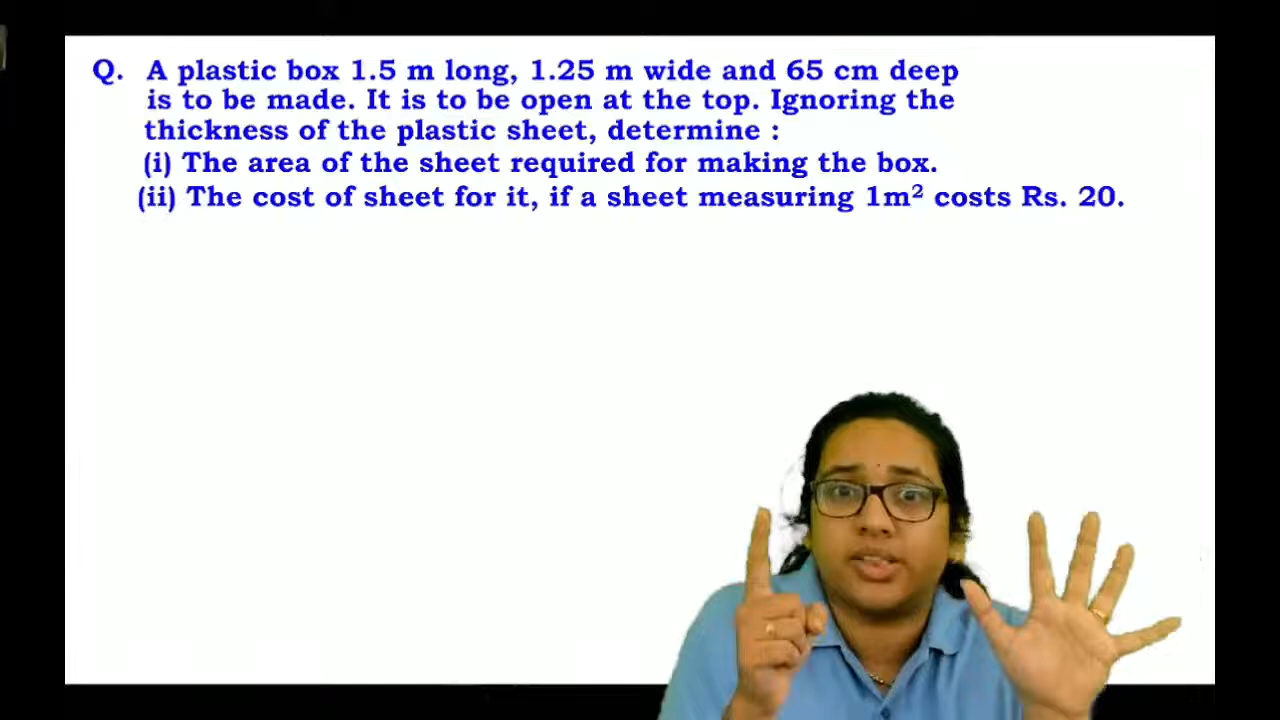 Q. A plastic box 1.5 m long, 1.25 m wide and 65 cm deep
is to be made. It is to be open at the top. Ignoring the
thickness of the plastic sheet, determine :
(i) The area of the sheet required for making the box.
(ii) The cost of sheet for it, if a sheet measuring 1m² costs Rs. 20.